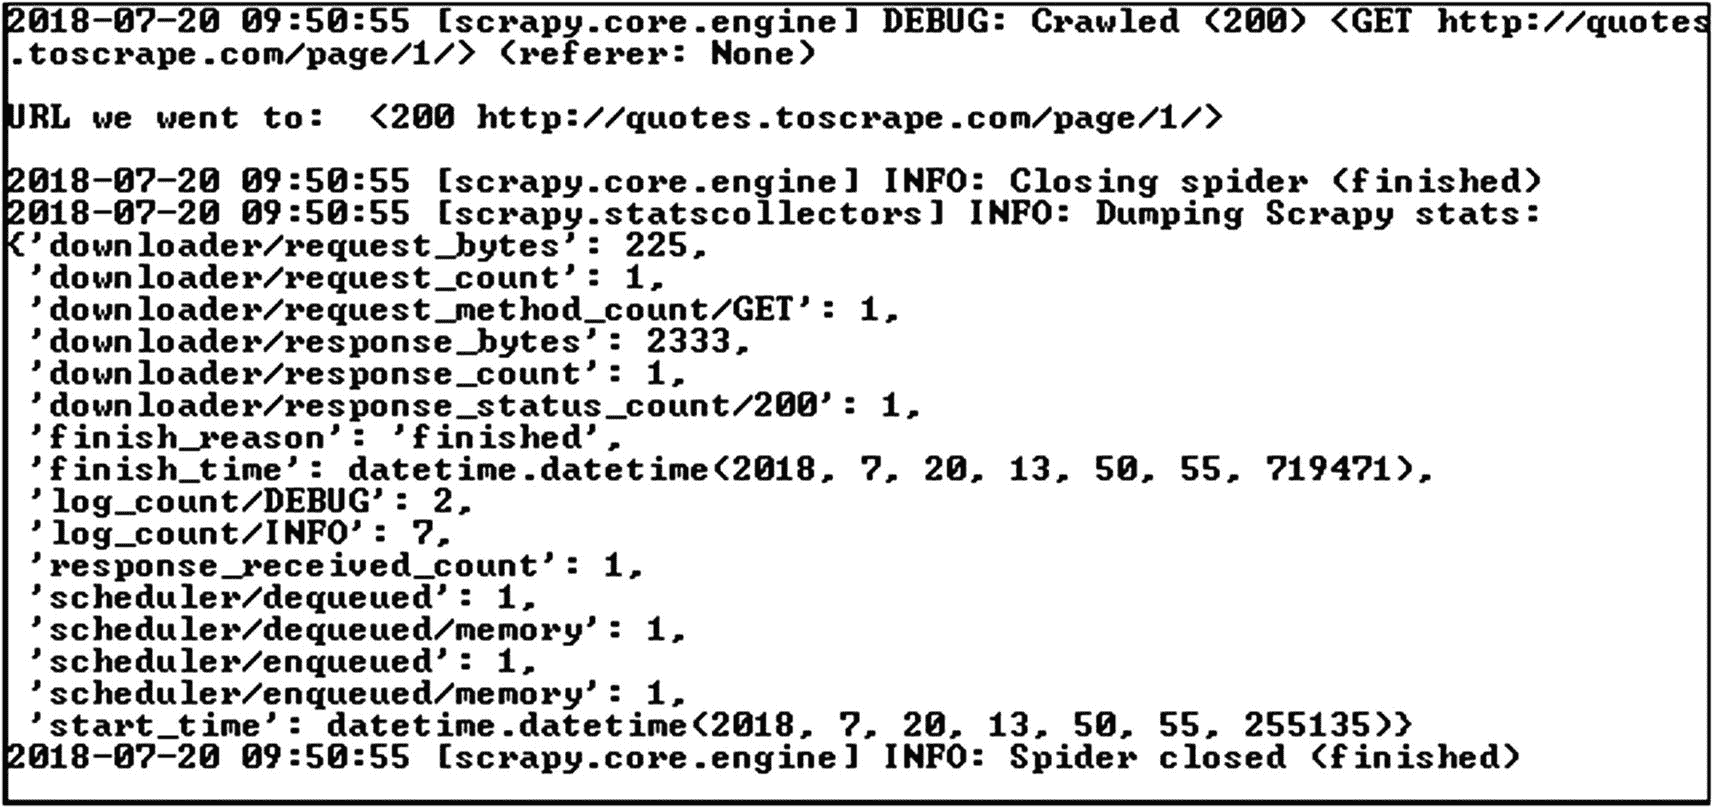 2018-07-20 09:50:55 [scrapy.core.engine] DEBUG: Crawled (200) <GET http://quotes
.toscrape.com/page/1/> (referer: None)
URL we went to:  <200 http://quotes.toscrape.com/page/1/>
2018-07-20 09:50:55 [scrapy.core.engine] INFO: Closing spider (finished)
2018-07-20 09:50:55 [scrapy.statscollectors] INFO: Dumping Scrapy stats:
{'downloader/request_bytes': 225,
 'downloader/request_count': 1,
 'downloader/request_method_count/GET': 1,
 'downloader/response_bytes': 2333,
 'downloader/response_count': 1,
 'downloader/response_status_count/200': 1,
 'finish_reason': 'finished',
 'finish_time': datetime.datetime(2018, 7, 20, 13, 50, 55, 719471),
 'log_count/DEBUG': 2,
 'log_count/INFO': 7,
 'response_received_count': 1,
 'scheduler/dequeued': 1,
 'scheduler/dequeued/memory': 1,
 'scheduler/enqueued': 1,
 'scheduler/enqueued/memory': 1,
 'start_time': datetime.datetime(2018, 7, 20, 13, 50, 55, 255135)}
2018-07-20 09:50:55 [scrapy.core.engine] INFO: Spider closed (finished)